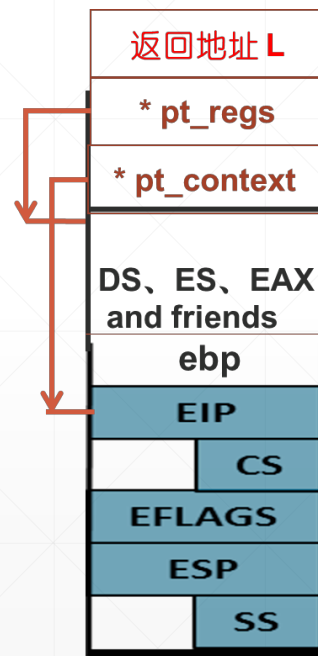 返回地址 L
* pt_regs
* pt_context
DS、ES、EAX
and friends
ebp
EIP
CS
EFLAGS
ESP
SS